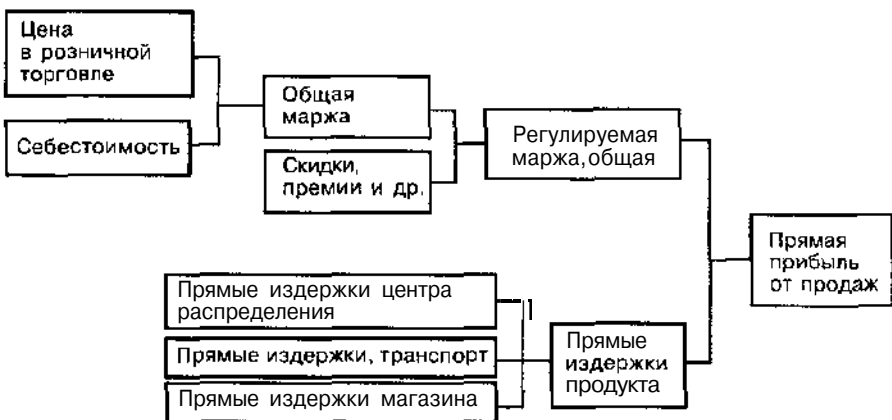 Цена
в розничной
торговле
Себестоимость
Общая
маржа
Скидки,
премии и др.
Регулируемая
маржа,общая
Прямая
прибыль
от продаж
Прямые издержки центра
распределения
Прямые издержки, транспорт
Прямые издержки магазина
Прямые
издержки
продукта